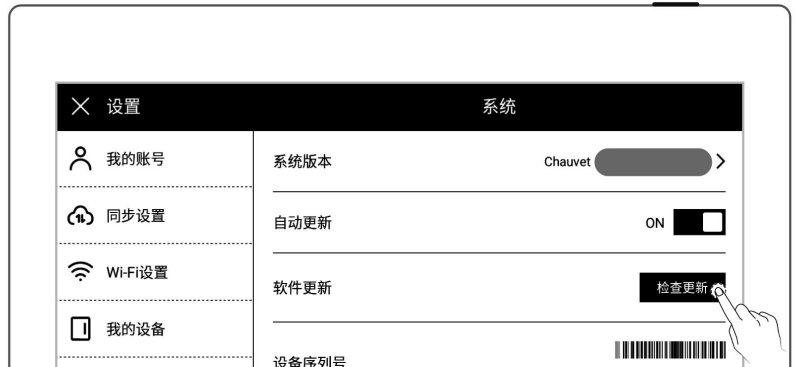 设置
系统
我的账号
同步设置
Wi-Fi设置
我的设备
系统版本
Chauvet
自动更新
ON
软件更新
检查更新
设备序列号